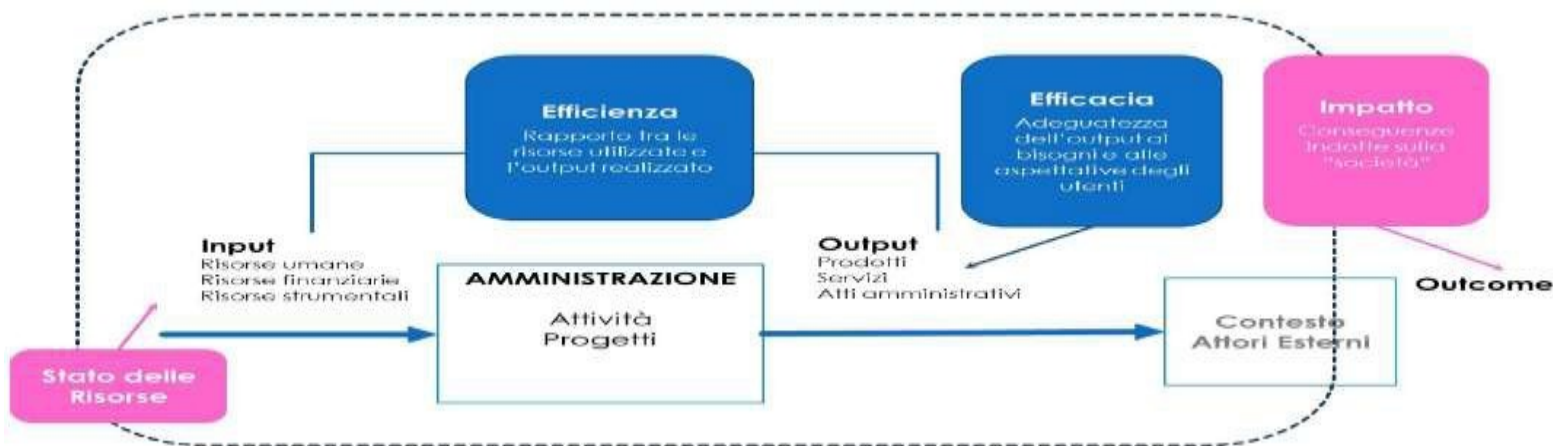 Efficienza
Rapporto tra le
risorse utilizzate e
l'output realizzato
Efficacia
Adeguatezza
dell'output ai
bisogni e alle
aspettative degli
utenti
Impatto
Conseguenze
indotte sulla
"società"
Input
Risorse umane
Risorse finanziarie
Risorse strumentali
AMMINISTRAZIONE
Attività
Progetti
Output
Prodotti
Servizi
Atti amministrativi
Outcome
Contesto
Attori Esterni
Stato delle
Risorse